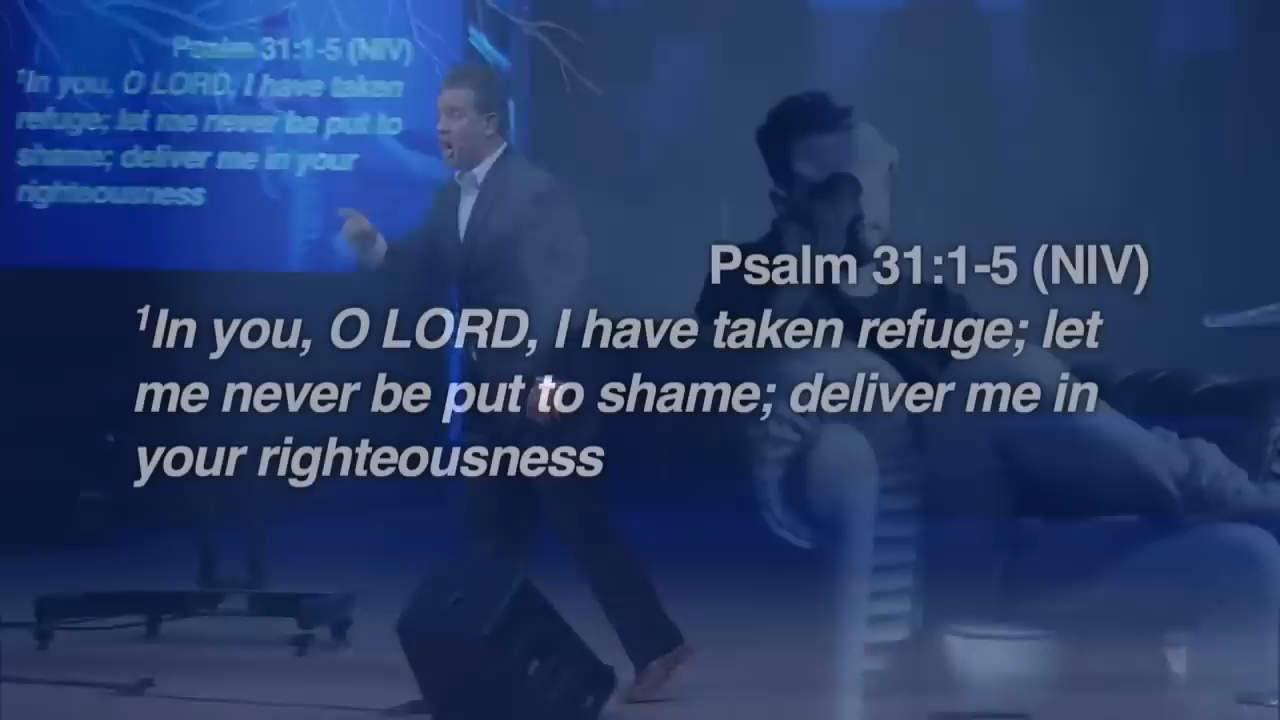 Psalm 31:1-5 (NIV)
¹In you, O LORD, I have taken
refuge; let me never be put to
shame; deliver me in your
righteousness
Psalm 31:1-5 (NIV)
¹In you, O LORD, I have taken refuge; let
me never be put to shame; deliver me in
your righteousness